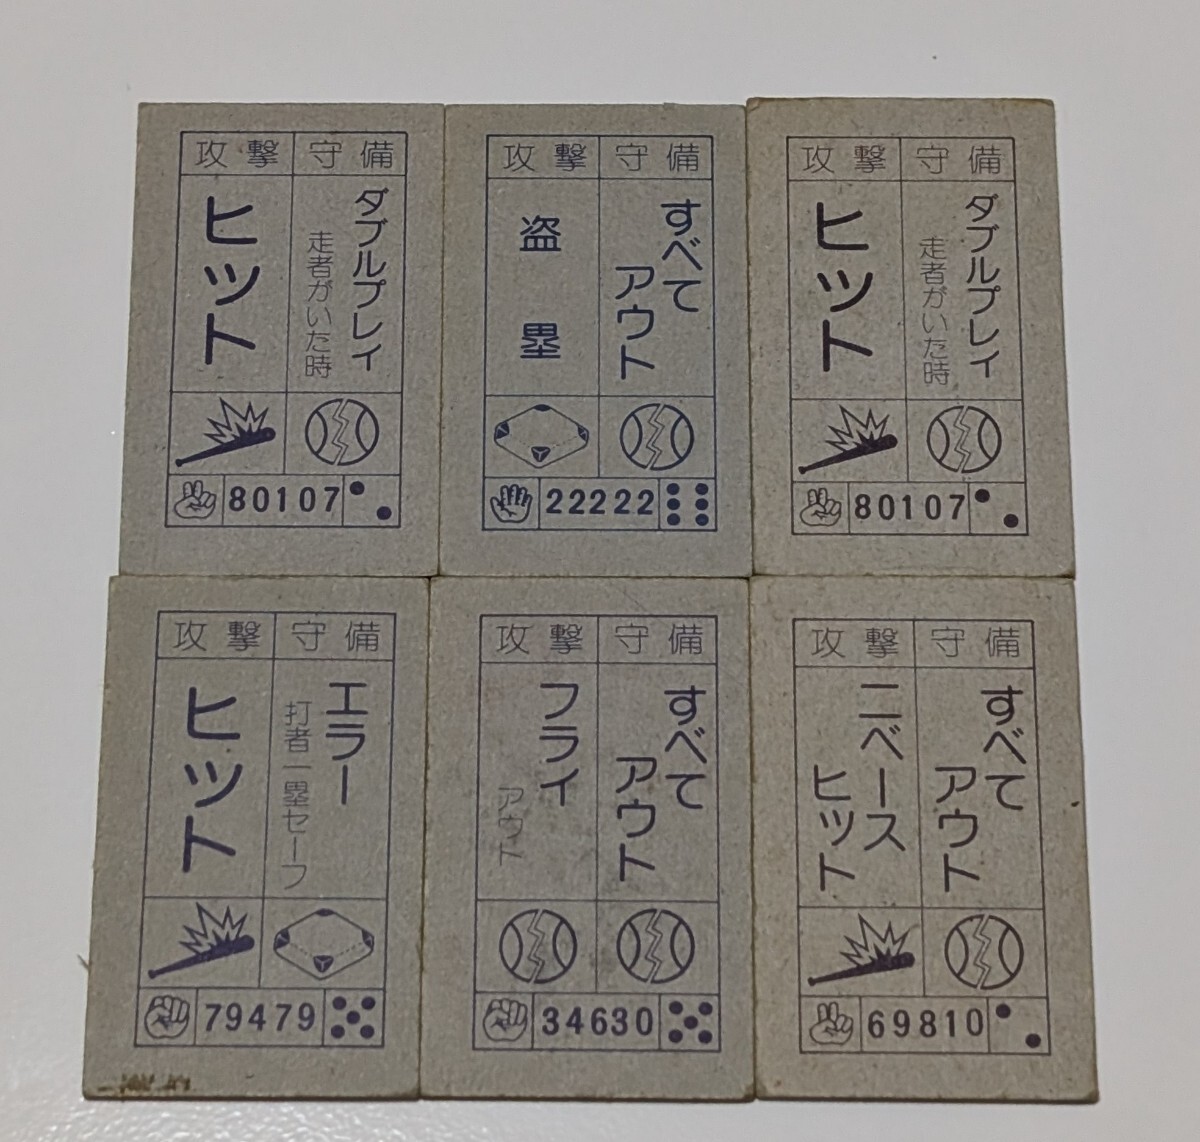 攻撃 守備
ヒット
ダブルプレイ
走者がいた時
80107
攻撃 守備
盗塁
すべて
アウト
22222
攻撃 守備
ヒット
ダブルプレイ
走者がいた時
80107
攻撃 守備
ヒット
エラー
打者一塁セーフ
79479
攻撃 守備
フライ
アウト
すべて
アウト
34630
攻撃 守備
二ベース
ヒット
すべて
アウト
69810